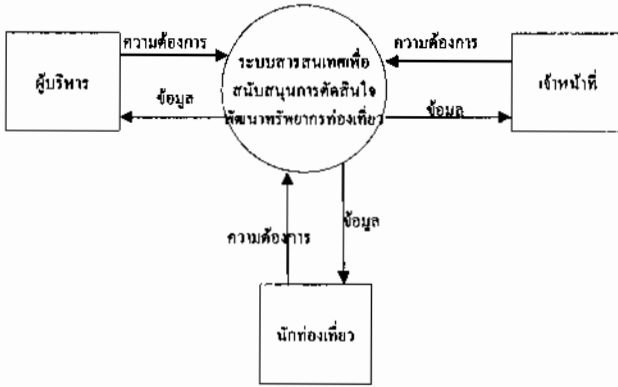 ความต้องการ
ความต้องการ
ระบบสารสนเทศเพื่อ
ผู้บริหาร
สนับสนุนการตัดสินใจ
เจ้าหน้าที่
ข้อมูล
พัฒนาทรัพยากรท่องเที่ยว
ข้อมูล
ข้อมูล
ความต้องการ
นักท่องเที่ยว